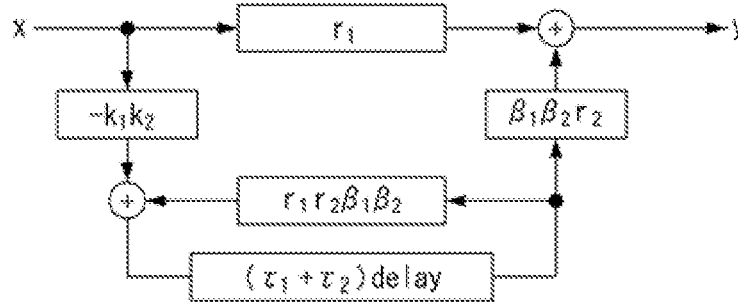 x
r₁
+
y
-k₁k₂
β₁β₂r₂
+
r₁r₂β₁β₂
(τ₁+τ₂)delay